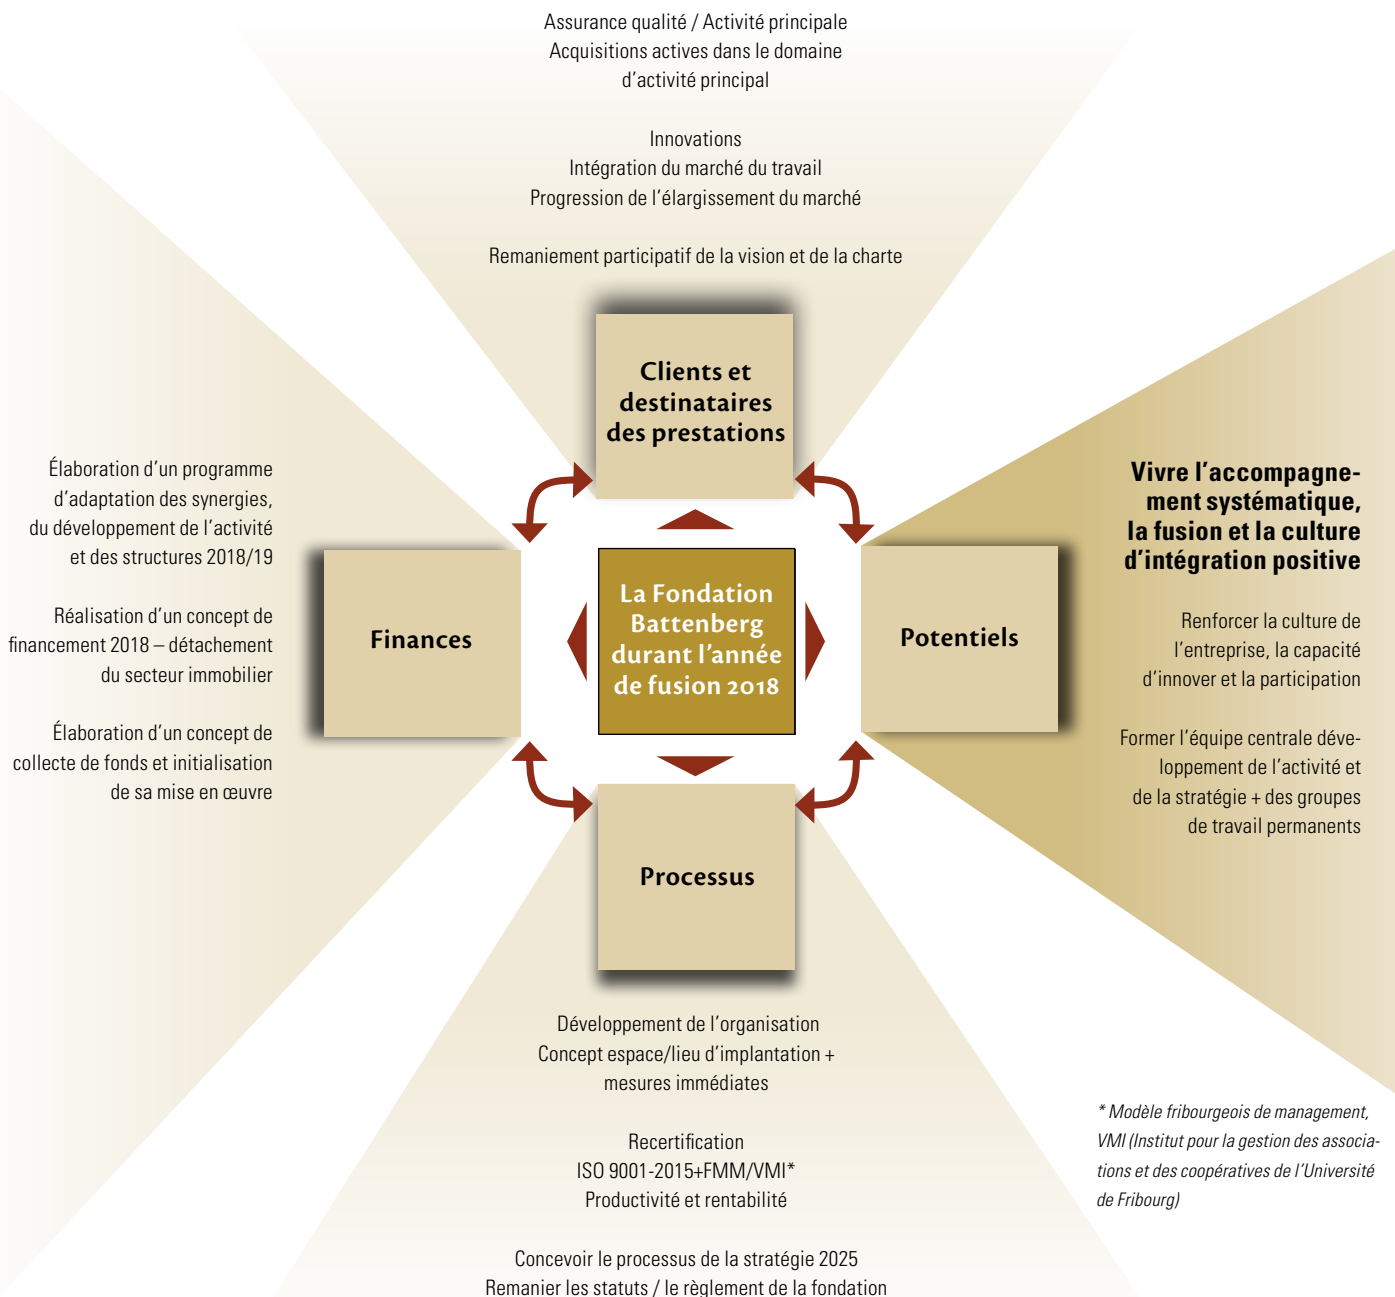 Assurance qualité / Activité principale
Acquisitions actives dans le domaine
d’activité principal
Innovations
Intégration du marché du travail
Progression de l’élargissement du marché
Remaniement participatif de la vision et de la charte
Clients et
destinataires
des prestations
Élaboration d’un programme
d’adaptation des synergies,
du développement de l’activité
et des structures 2018/19
Réalisation d’un concept de
financement 2018 – détachement
du secteur immobilier
Élaboration d’un concept de
collecte de fonds et initialisation
de sa mise en œuvre
Finances
La Fondation
Battenberg
durant l’année
de fusion 2018
Potentiels
Vivre l’accompagne-
ment systématique,
la fusion et la culture
d’intégration positive
Renforcer la culture de
l’entreprise, la capacité
d’innover et la participation
Former l’équipe centrale déve-
loppement de l’activité et
de la stratégie + des groupes
de travail permanents
Processus
Développement de l’organisation
Concept espace/lieu d’implantation +
mesures immédiates
Recertification
ISO 9001-2015+FMM/VMI*
Productivité et rentabilité
Concevoir le processus de la stratégie 2025
Remanier les statuts / le règlement de la fondation
* Modèle fribourgeois de management,
VMI (Institut pour la gestion des associa-
tions et des coopératives de l’Université
de Fribourg)